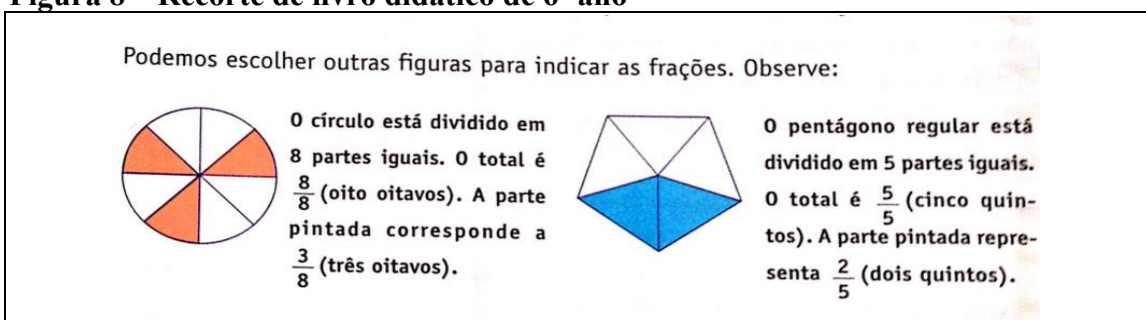 Figura 8 – Recorte de livro didático de 6º ano
Podemos escolher outras figuras para indicar as frações. Observe:
O círculo está dividido em
8 partes iguais. O total é
8/8 (oito oitavos). A parte
pintada corresponde a
3/8 (três oitavos).
O pentágono regular está
dividido em 5 partes iguais.
O total é 5/5 (cinco quin-
tos). A parte pintada repre-
senta 2/5 (dois quintos).